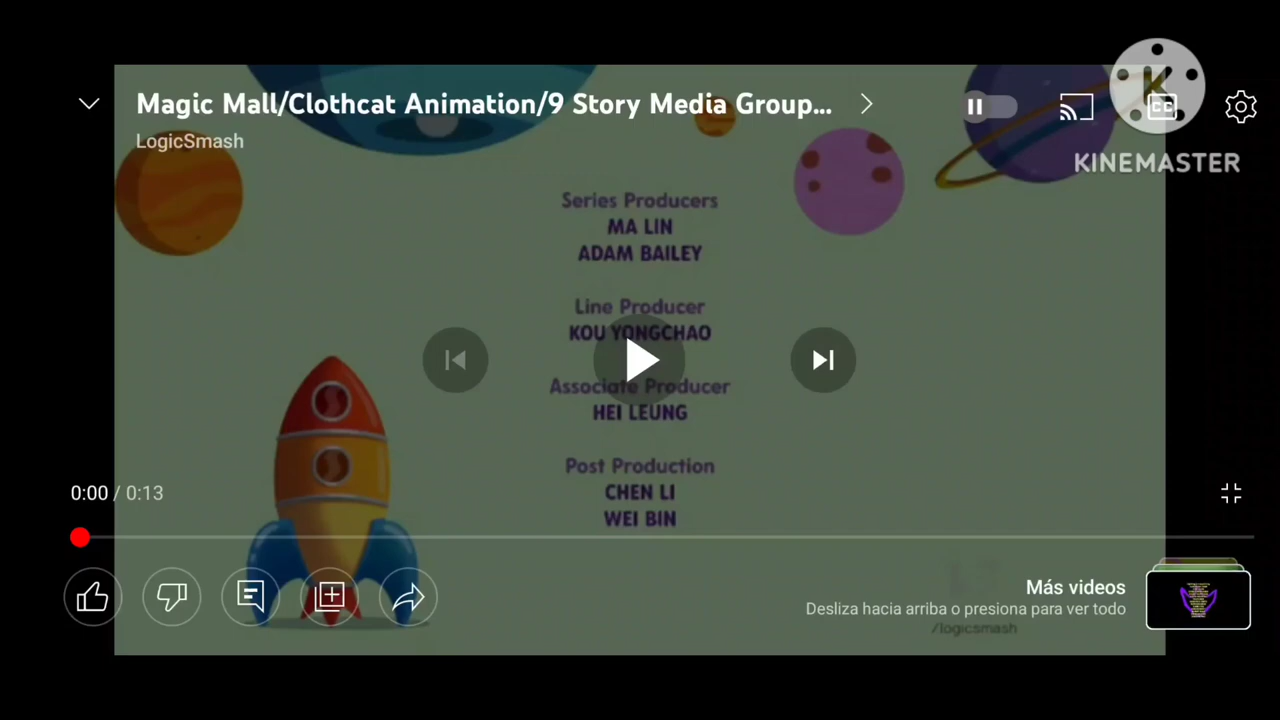 Magic Mall/Clothcat Animation/9 Story Media Group...
LogicSmash
CC
K
KINEMASTER
Series Producers
MA LIN
ADAM BAILEY
Line Producer
KOU YONGCHAO
Associate Producer
HEI LEUNG
Post Production
CHEN LI
WEI BIN
0:00 / 0:13
Más videos
Desliza hacia arriba o presiona para ver todo
/logicsmash